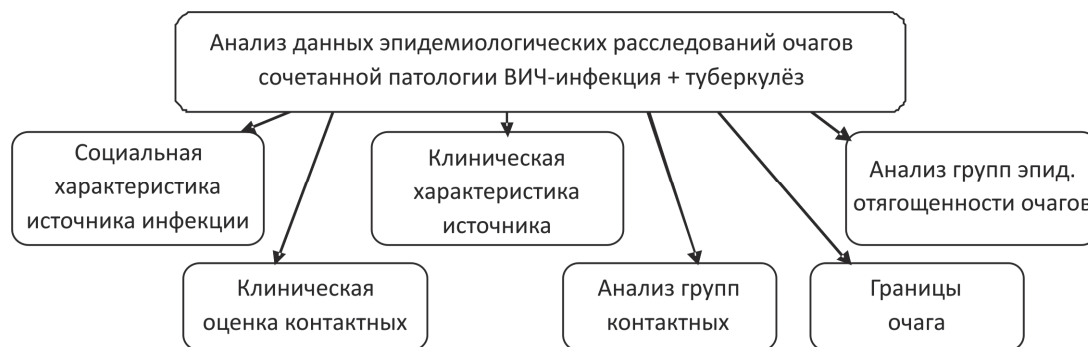 Анализ данных эпидемиологических расследований очагов
сочетанной патологии ВИЧ-инфекция + туберкулёз
Социальная
характеристика
источника инфекции
Клиническая
характеристика
источника
Анализ групп эпид.
отягощенности очагов
Клиническая
оценка контактных
Анализ групп
контактных
Границы
очага